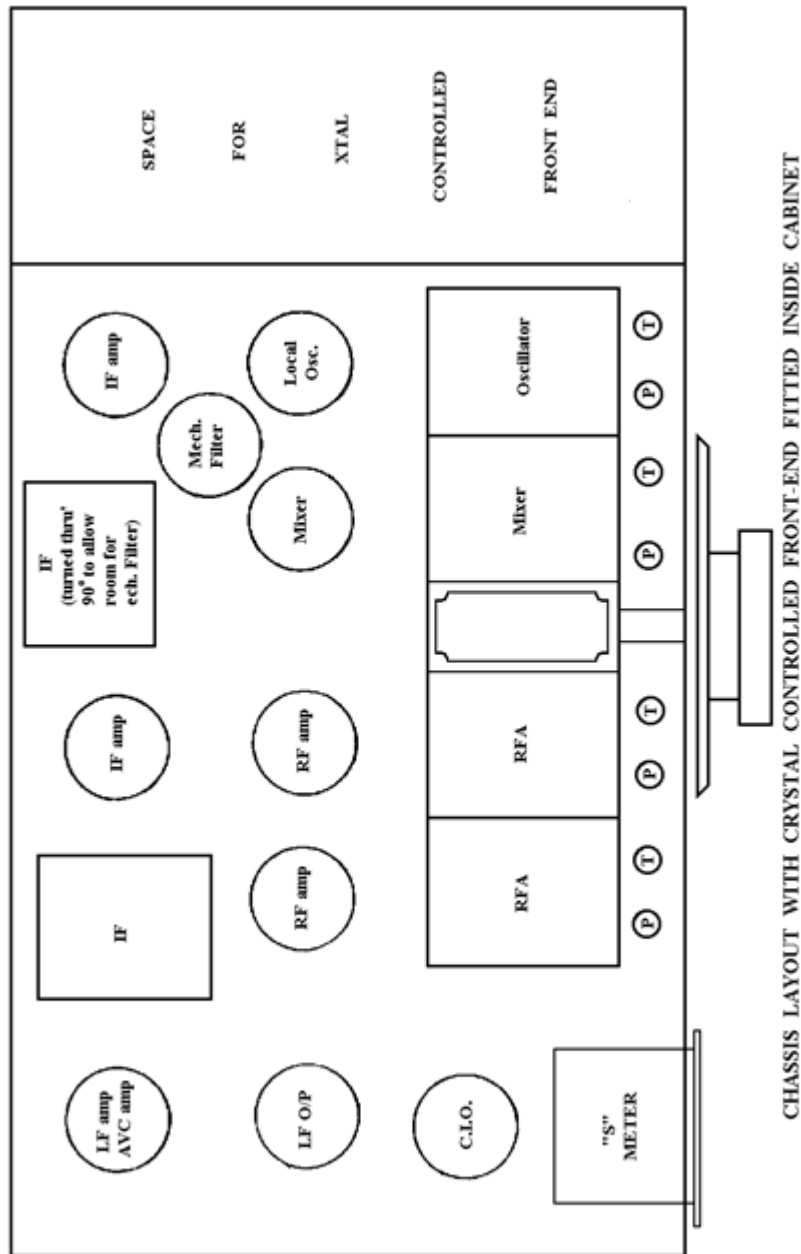 LF amp
AVC amp
IF
IF amp
IF
(turned thru'
90° to allow
room for
ech. Filter)
IF amp
Mech.
Filter
LF O/P
RF amp
RF amp
Mixer
Local
Osc.
C.I.O.
RFA
RFA
Mixer
Oscillator
"S"
METER
P T P T P T P T
SPACE
FOR
XTAL
CONTROLLED
FRONT END
CHASSIS LAYOUT WITH CRYSTAL CONTROLLED FRONT-END FITTED INSIDE CABINET